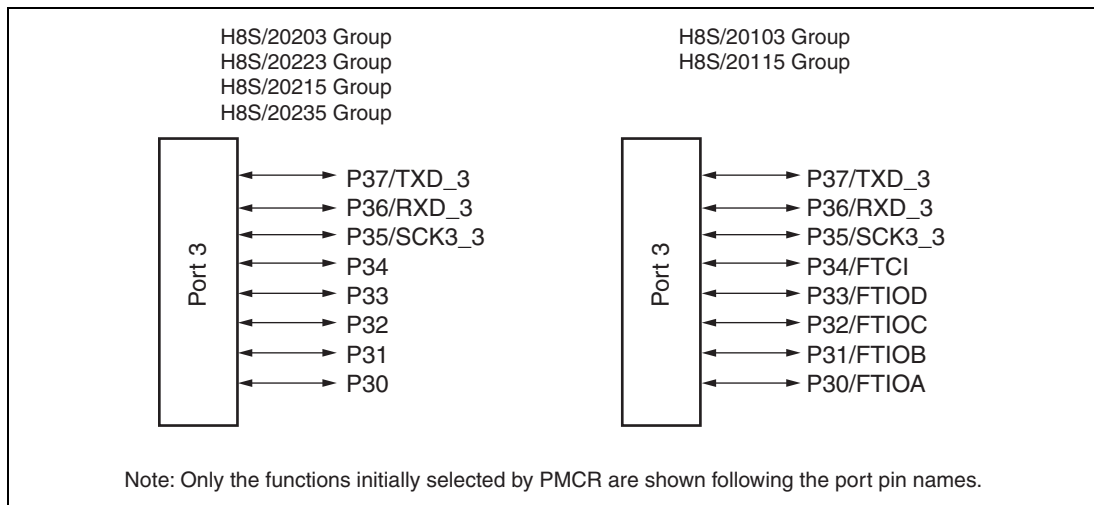 H8S/20203 Group
H8S/20223 Group
H8S/20215 Group
H8S/20235 Group
Port 3
P37/TXD_3
P36/RXD_3
P35/SCK3_3
P34
P33
P32
P31
P30
H8S/20103 Group
H8S/20115 Group
Port 3
P37/TXD_3
P36/RXD_3
P35/SCK3_3
P34/FTCI
P33/FTIOD
P32/FTIOC
P31/FTIOB
P30/FTIOA
Note: Only the functions initially selected by PMCR are shown following the port pin names.